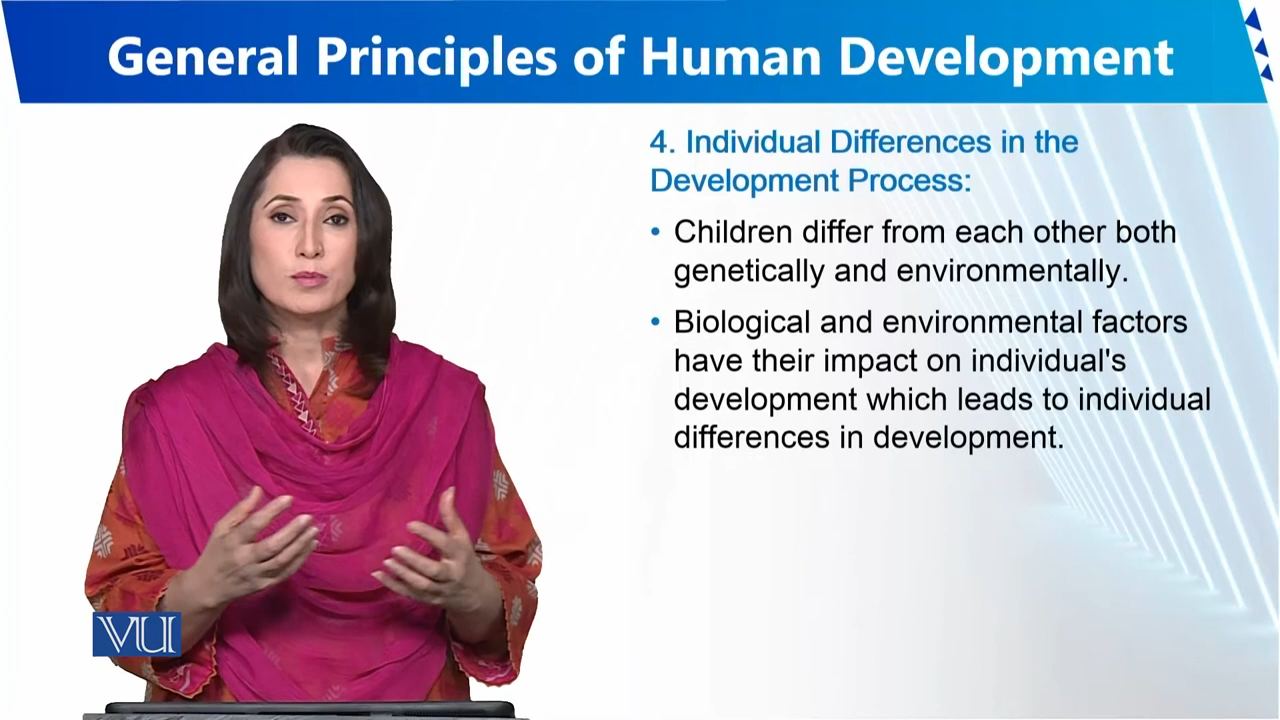 General Principles of Human Development
4. Individual Differences in the
Development Process:
• Children differ from each other both
genetically and environmentally.
• Biological and environmental factors
have their impact on individual's
development which leads to individual
differences in development.
VU